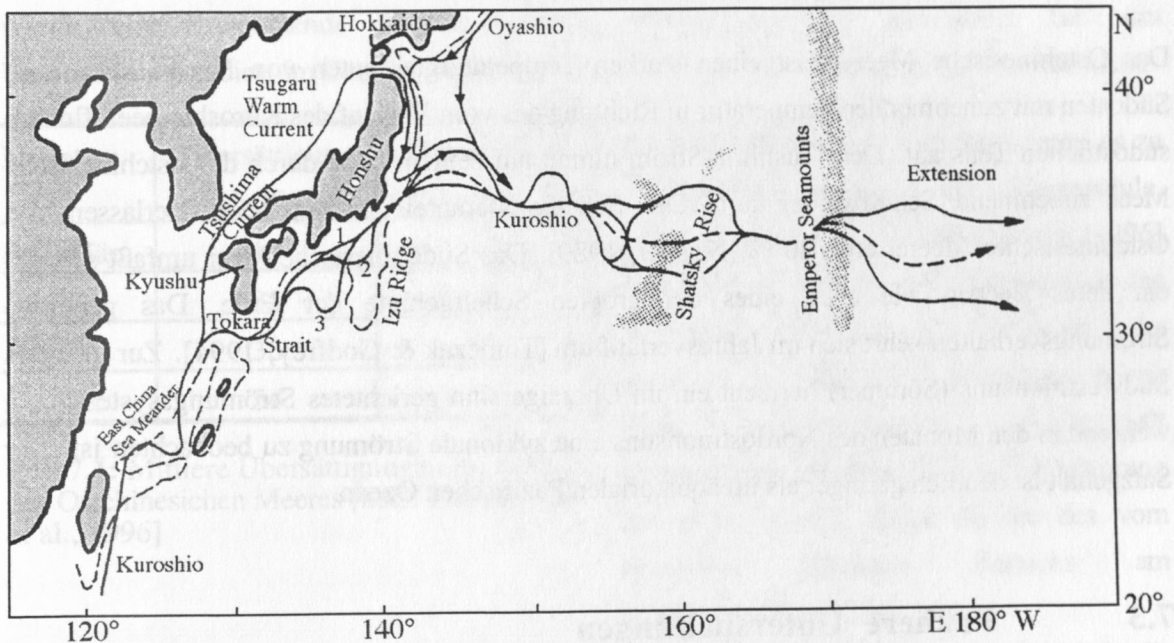 Hokkaido
Oyashio
N
40°
Tsugaru
Warm
Current
Tsushima
Current
Honshu
Extension
Kuroshio
Shatsky Ruse
Emperor Seamounts
Kyushu
1
2
3
Izu Ridge
Tokara
Strait
30°
East China
Sea Meander
Kuroshio
20°
120°
140°
160°
E 180° W